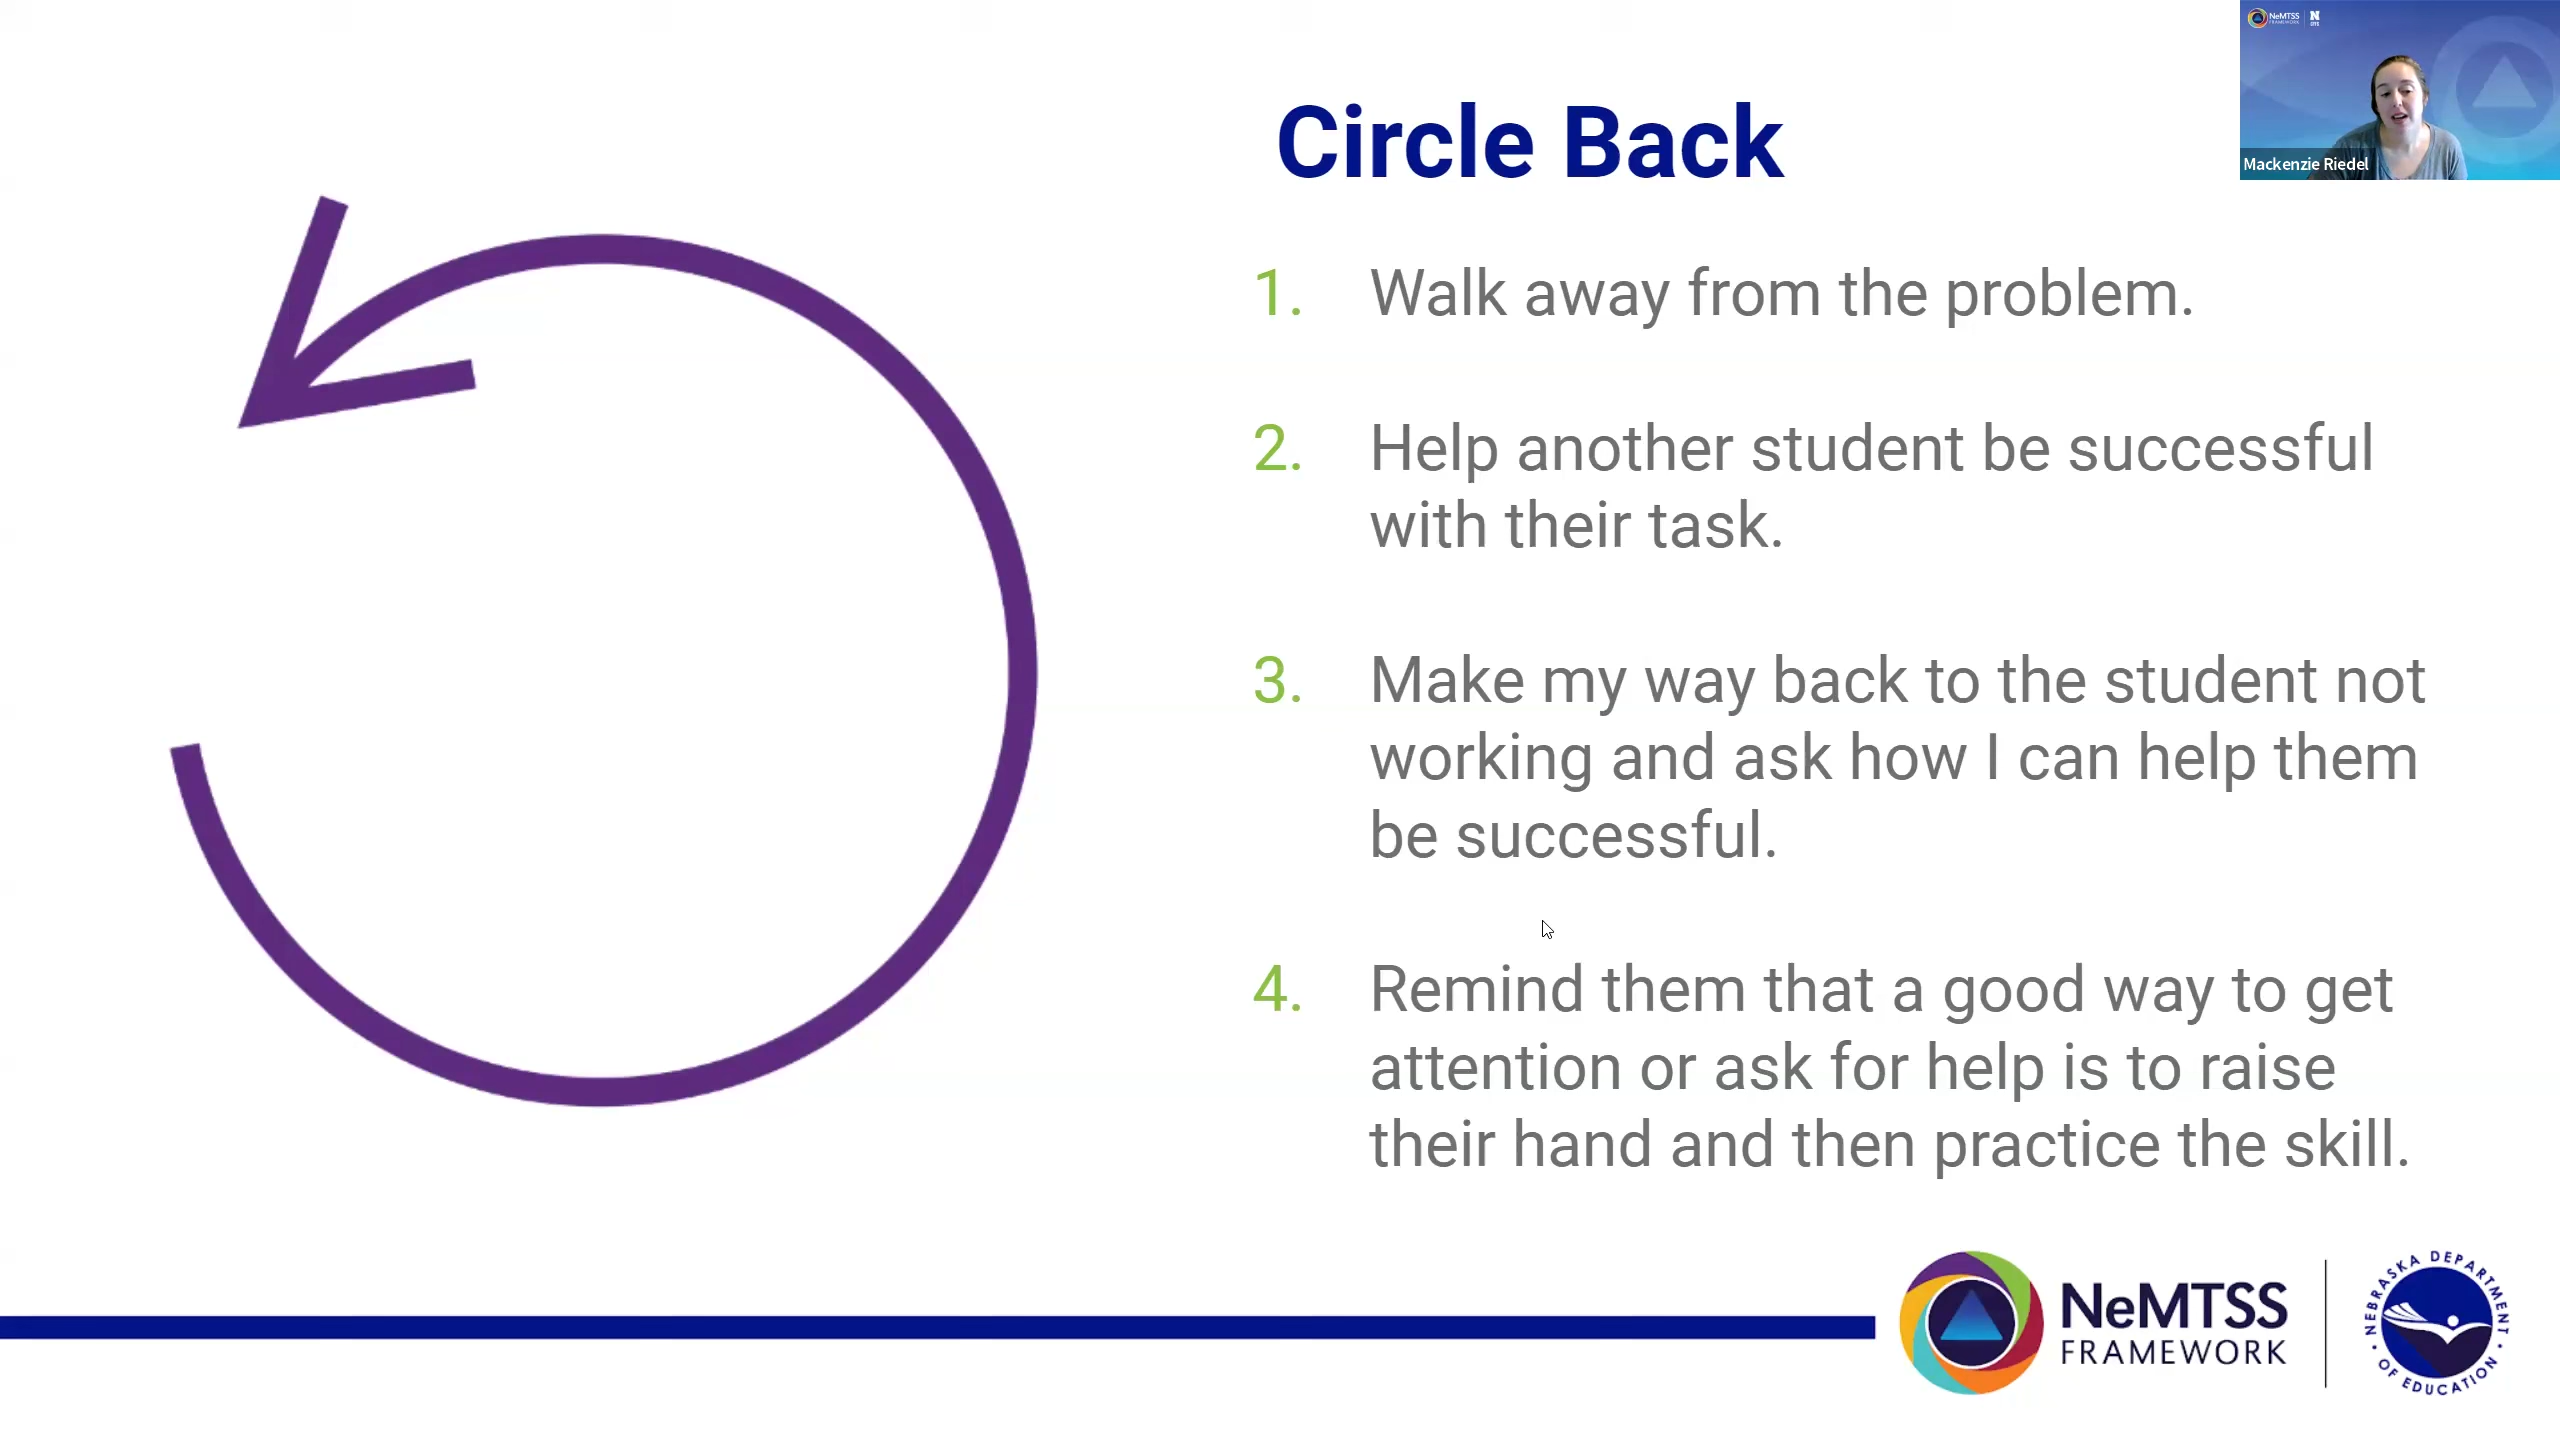 Circle Back
1. Walk away from the problem.
2. Help another student be successful
with their task.
3. Make my way back to the student not
working and ask how I can help them
be successful.
4. Remind them that a good way to get
attention or ask for help is to raise
their hand and then practice the skill.
NeMTSS
FRAMEWORK
N
Mackenzie Riedel
NeMTSS
FRAMEWORK
NEBRASKA DEPARTMENT
OF EDUCATION